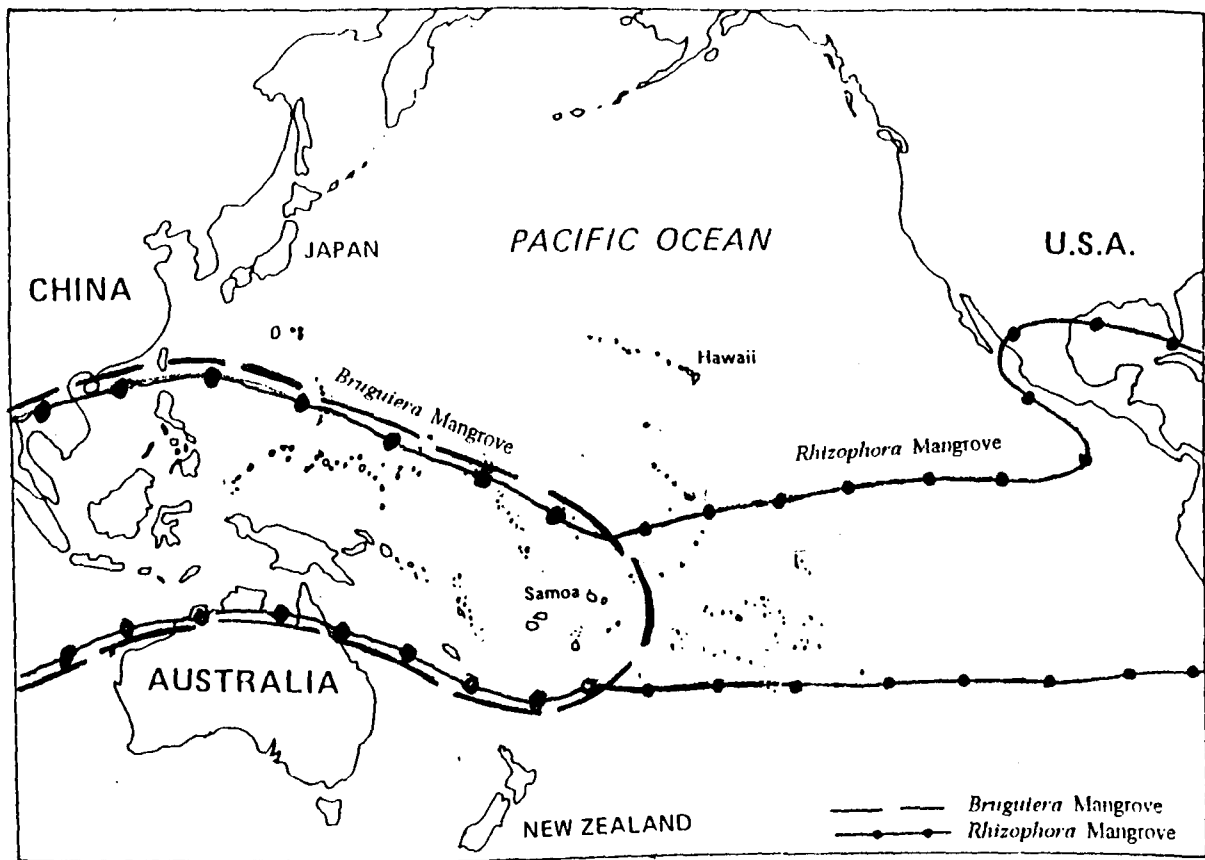 PACIFIC OCEAN
U.S.A.
JAPAN
CHINA
Hawaii
Bruguiera Mangrove
Rhizophora Mangrove
Samoa
AUSTRALIA
NEW ZEALAND
Bruguiera Mangrove
Rhizophora Mangrove